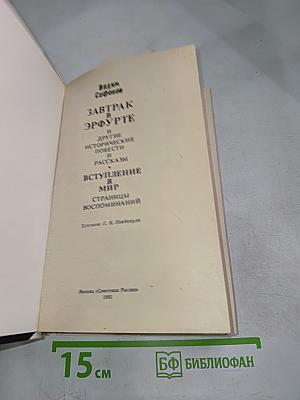 Вадим
Сафонов
ЗАВТРАК
В
ЭРФУРТЕ
И
ДРУГИЕ
ИСТОРИЧЕСКИЕ
ПОВЕСТИ
И
РАССКАЗЫ
•
ВСТУПЛЕНИЕ
В
МИР
СТРАНИЦЫ
ВОСПОМИНАНИЙ
Москва «Советская Россия»
15 СМ
БФ БИБЛИОФАН